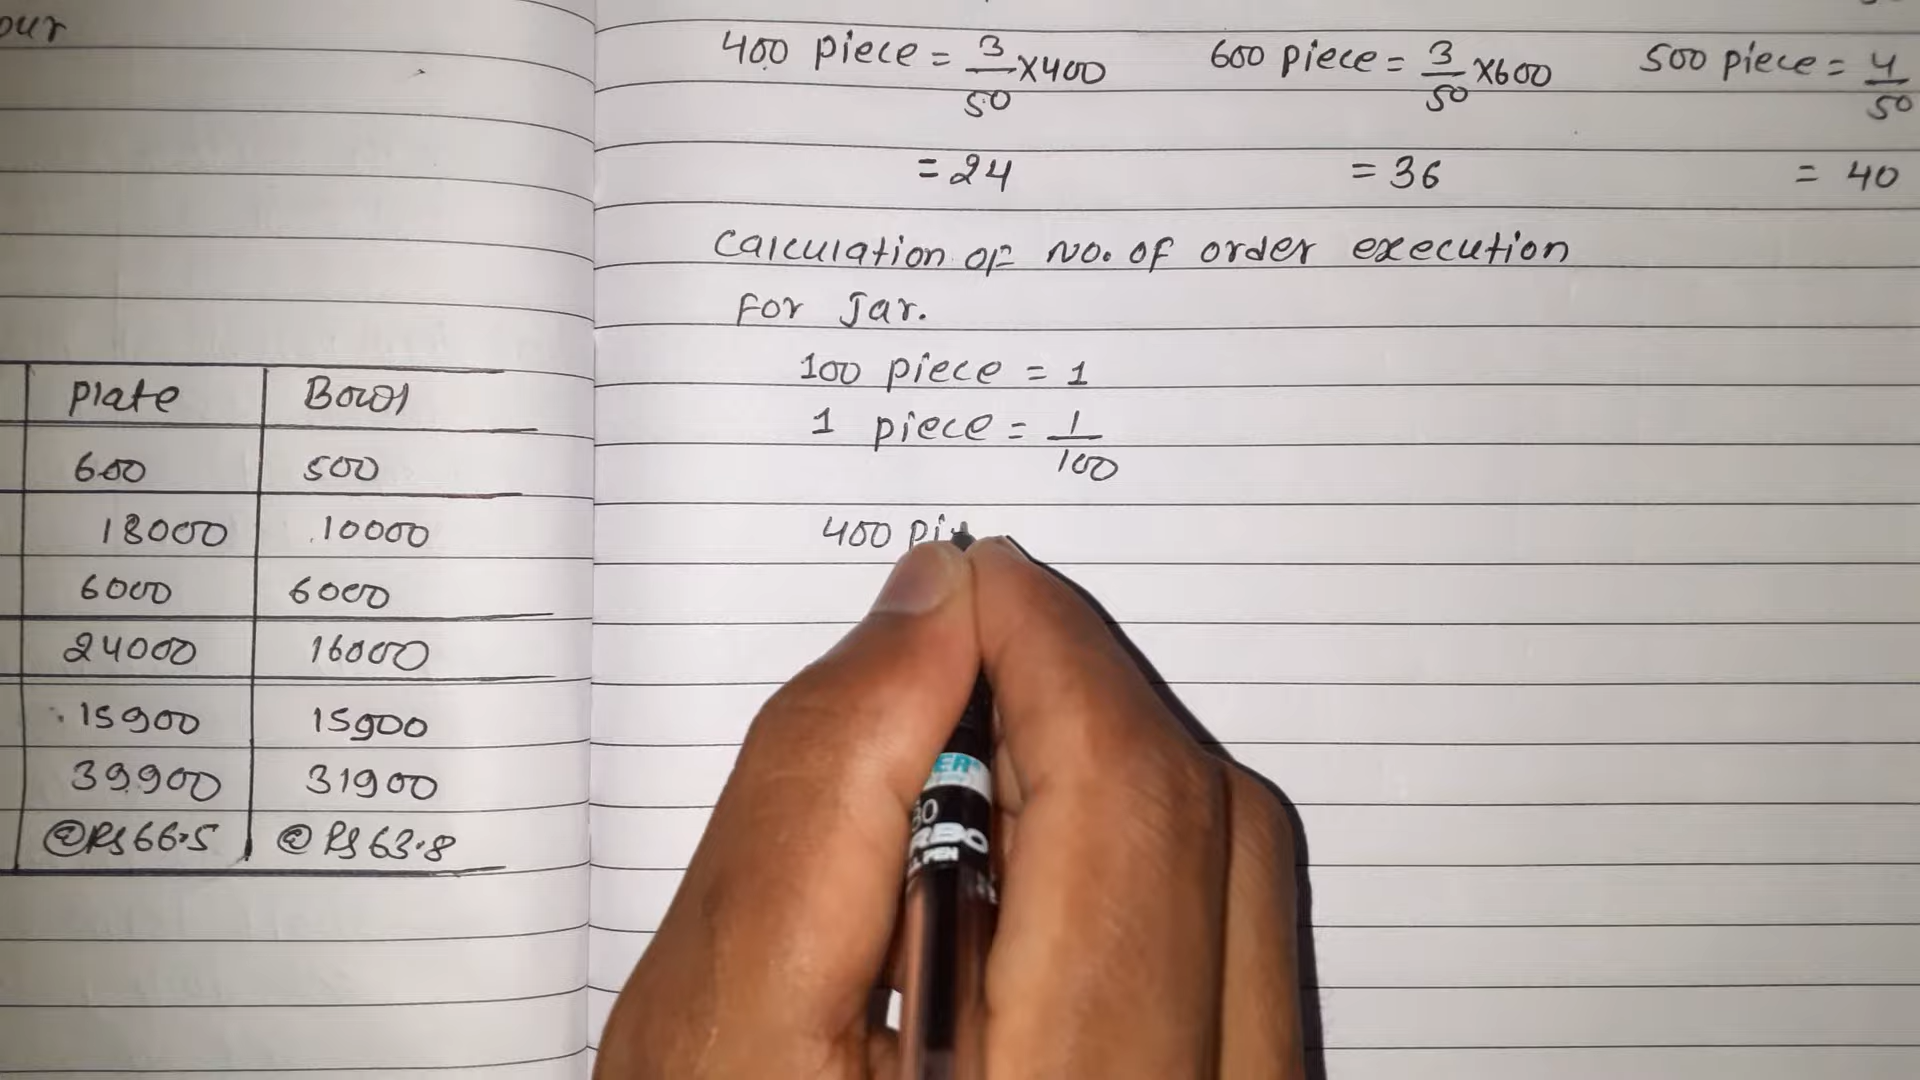 our
Plate Bowl
600 500
18000 10000
6000 6000
24000 16000
15900 15900
39900 31900
@Rs 66.5 @ Rs 63.8
400 piece = 3/50 x400 600 piece = 3/50 x600 500 piece = 4/50
= 24 = 36 = 40
Calculation of No. of order execution
For Jar.
100 piece = 1
1 piece = 1/100
400 pi